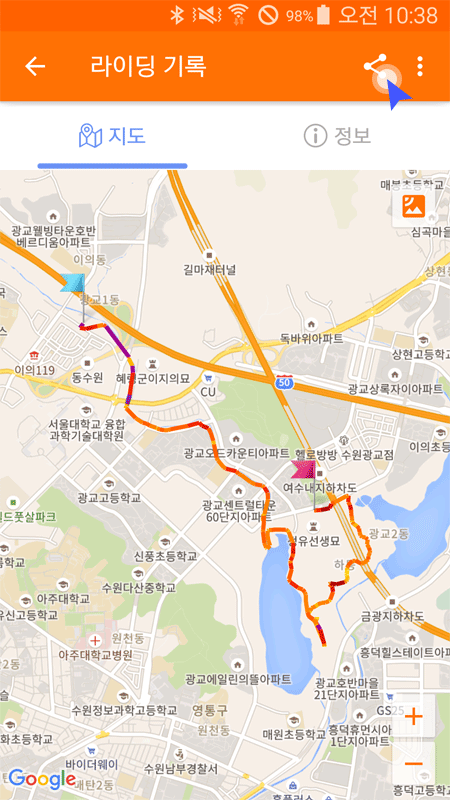 98% 오전 10:38
라이딩 기록
지도
정보
매봉초등학교
광교웰빙타운호반
베르디움아파트
심곡마을
이의동
길마재터널
상현동
광교1동
독바위아파트
이의119
동수원
혜령군이지의묘
CU
50
상현고등학교
광교상록자이아파트
서울대학교 융합
과학기술대학원
이의초등
광교오드카운티아파트
헬로방방 수원광교점
여수내지하차도
광교고등학교
광교센트럴타운
60단지아파트
월드풋살파크
광교2동
신풍초등학교
하동
초등학교
수원다산중학교
아주대학교
유신고등학교
금광지하차도
원천동
아주대학교병원
흥덕힐스테이트아파
광교에일린의뜰아파트
광교호반마을
21단지아파트
수원정보과학고등학교
영통구
GS25
매원초등학교
흥덕휴먼시아
1단지아파트
화초등학교
바이더웨이
수원남부경찰서
매탄2동
흥플러스
Google